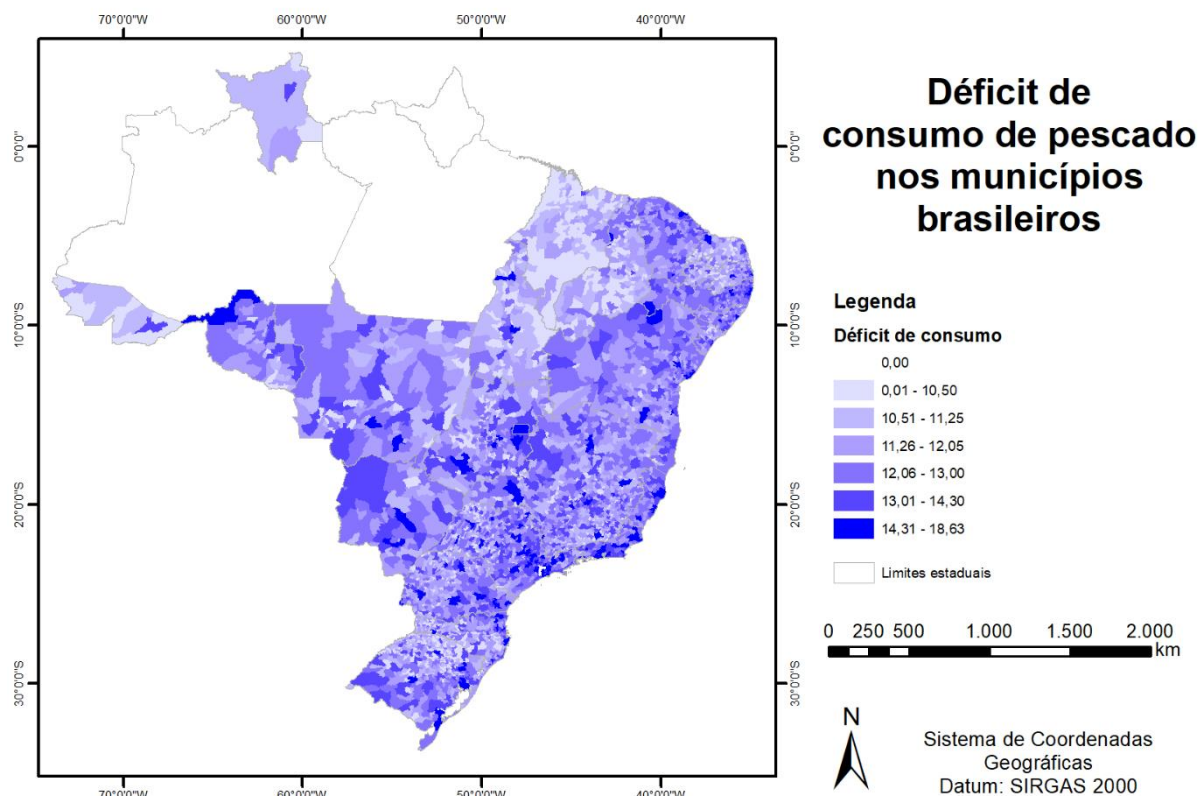 70°0'0"W 60°0'0"W 50°0'0"W 40°0'0"W
0°0'0"
10°0'0"S
20°0'0"S
30°0'0"S
0°0'0"
10°0'0"S
20°0'0"S
30°0'0"S
70°0'0"W 60°0'0"W 50°0'0"W 40°0'0"W
Déficit de
consumo de pescado
nos municípios
brasileiros
Legenda
Déficit de consumo
0,00
0,01 - 10,50
10,51 - 11,25
11,26 - 12,05
12,06 - 13,00
13,01 - 14,30
14,31 - 18,63
Limites estaduais
0 250 500 1.000 1.500 2.000
km
N
Sistema de Coordenadas
Geográficas
Datum: SIRGAS 2000